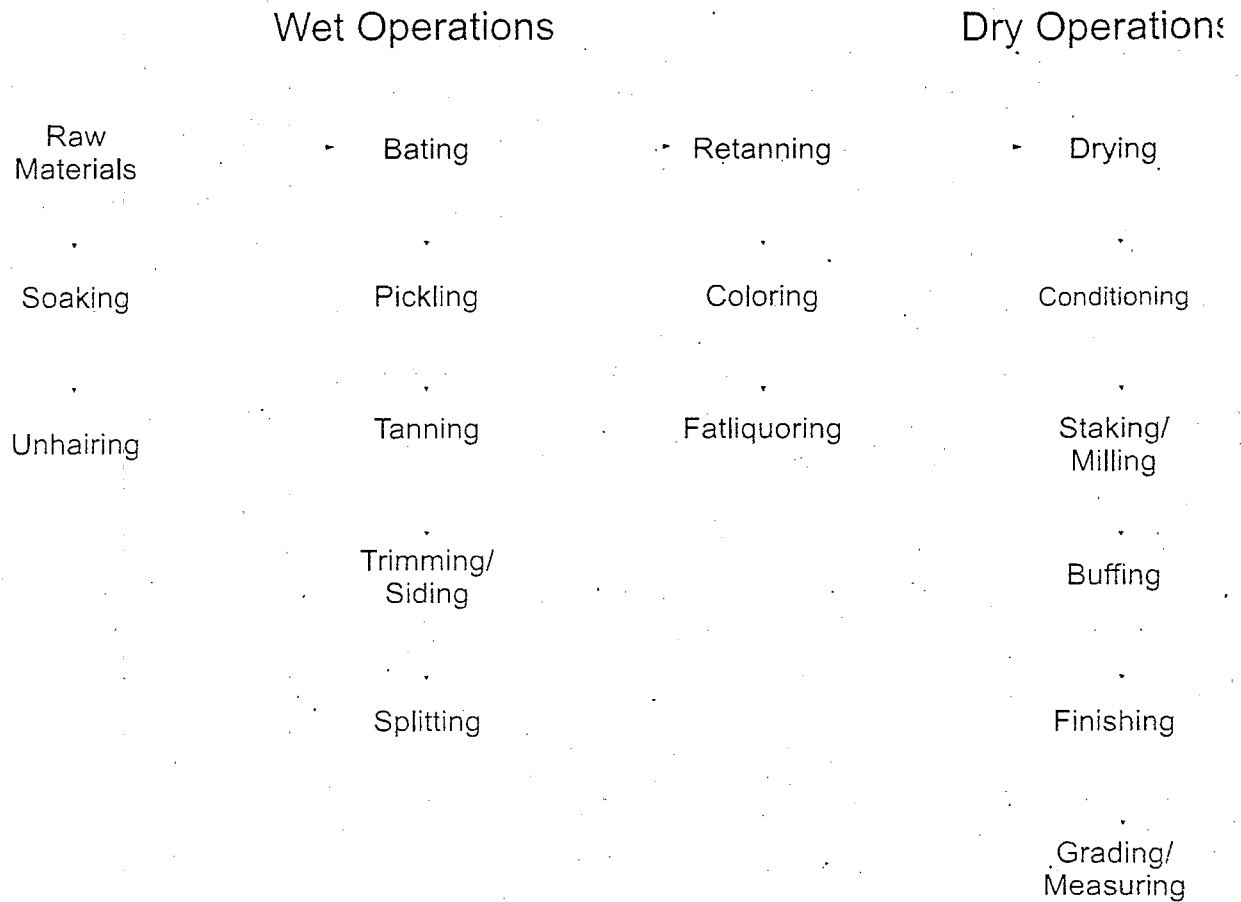 Wet Operations
Dry Operations
Raw
Materials
Soaking
Unhairing
Bating
Pickling
Tanning
Trimming/
Siding
Splitting
Retanning
Coloring
Fatliquoring
Drying
Conditioning
Staking/
Milling
Buffing
Finishing
Grading/
Measuring